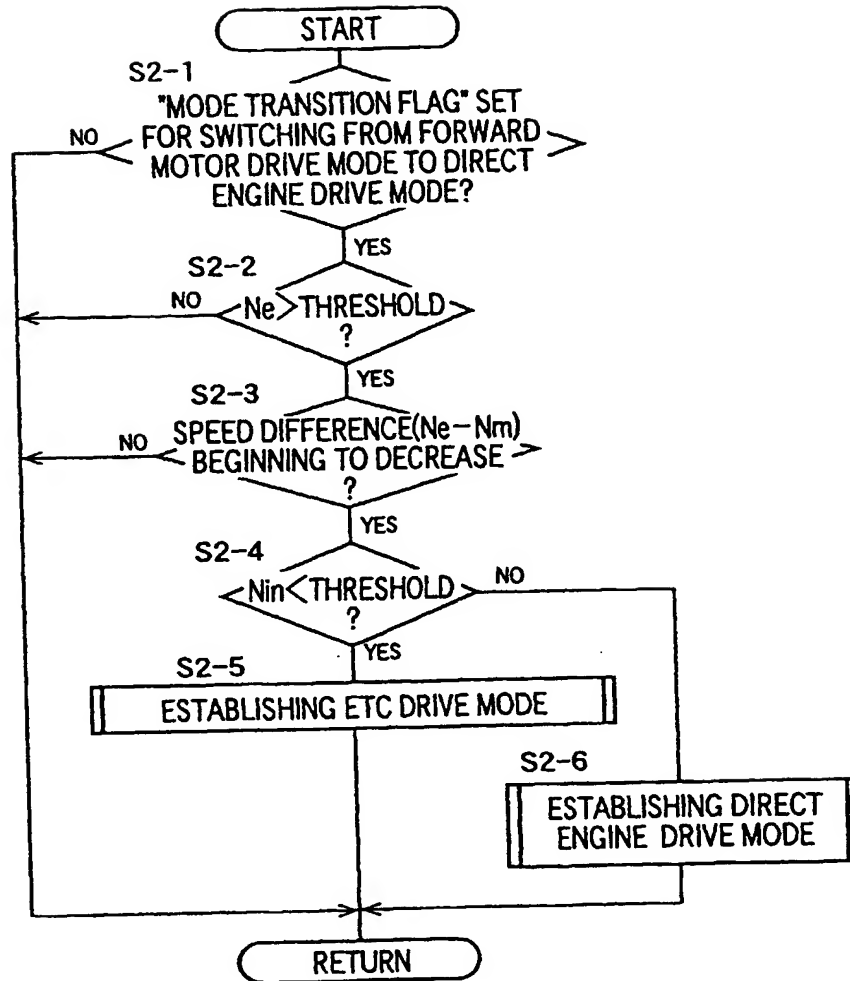 START
S2-1
"MODE TRANSITION FLAG" SET
NO
FOR SWITCHING FROM FORWARD
MOTOR DRIVE MODE TO DIRECT
ENGINE DRIVE MODE?
YES
S2-2
NO
Ne>THRESHOLD
?
YES
S2-3
SPEED DIFFERENCE(Ne-Nm)
NO
BEGINNING TO DECREASE
?
YES
S2-4
Nin<THRESHOLD
NO
?
YES
S2-5
ESTABLISHING ETC DRIVE MODE
S2-6
ESTABLISHING DIRECT
ENGINE DRIVE MODE
RETURN